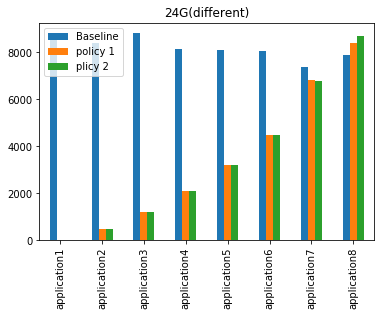 24G(different)
Baseline
policy 1
plicy 2
8000
6000
4000
2000
0
application1
application2
application3
application4
application5
application6
application7
application8